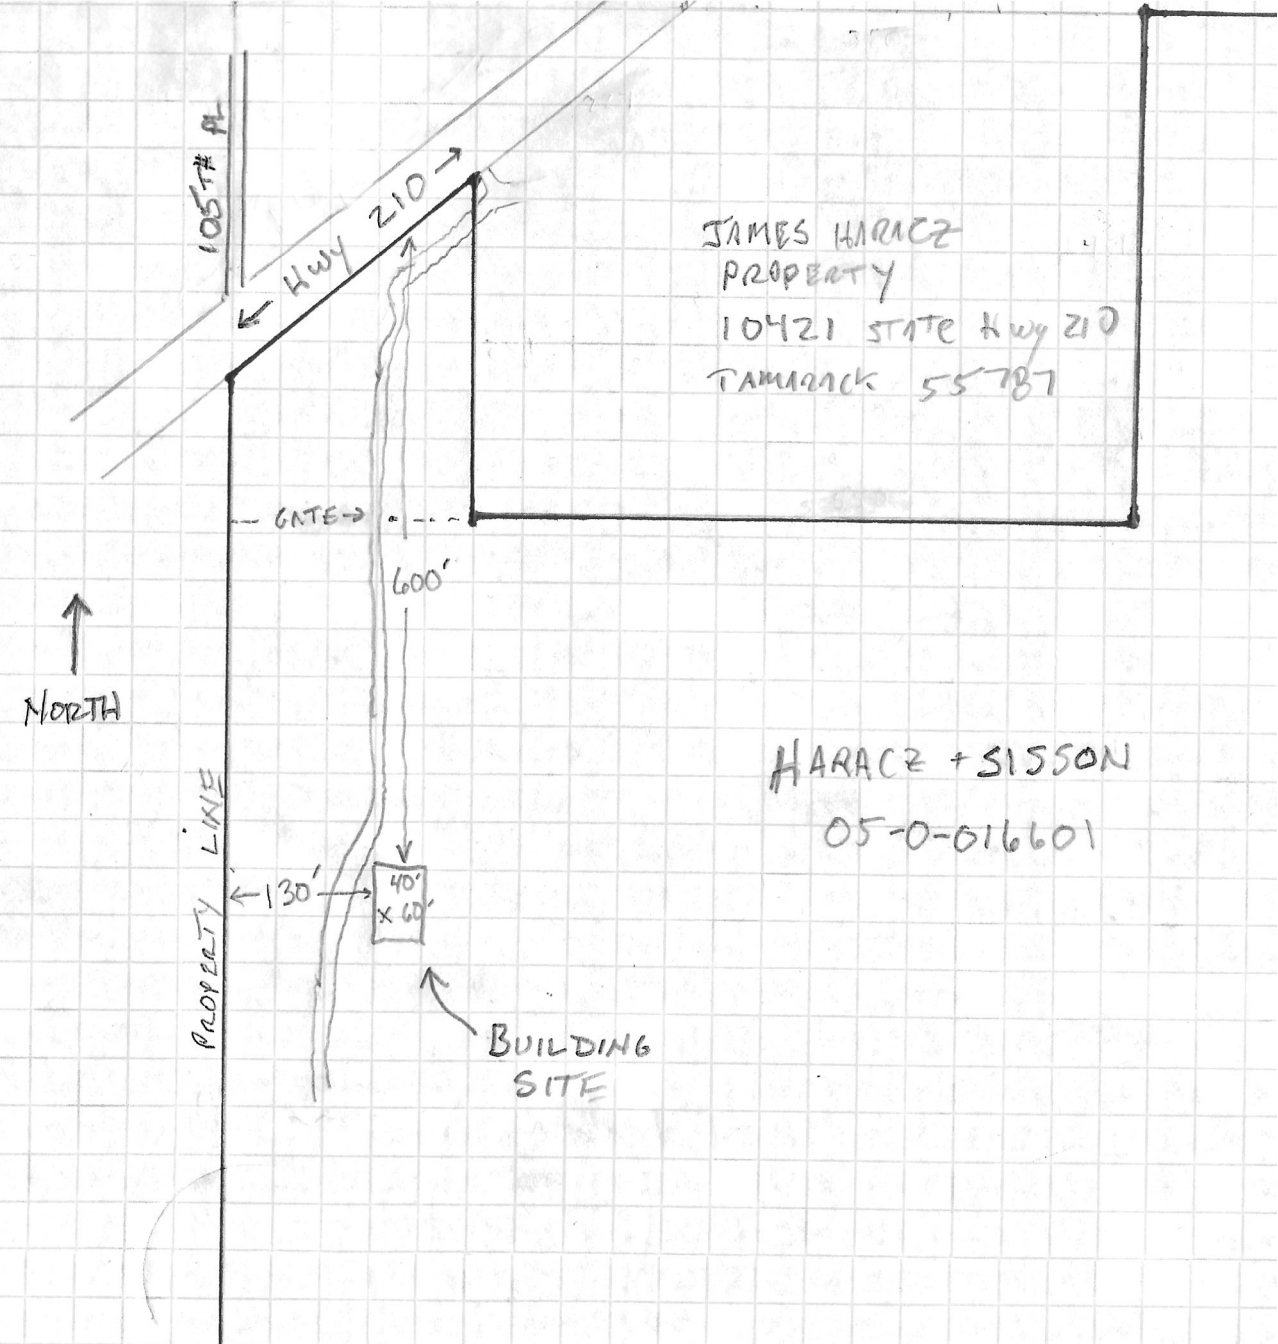 105TH PL
HWY 210
JAMES HARACZ
PROPERTY
10421 STATE HWY 210
TAMARACK 55787
GATE
600'
NORTH
HARACZ + SISSON
05-0-016601
PROPERTY LINE
130'
40'
X 60'
BUILDING
SITE